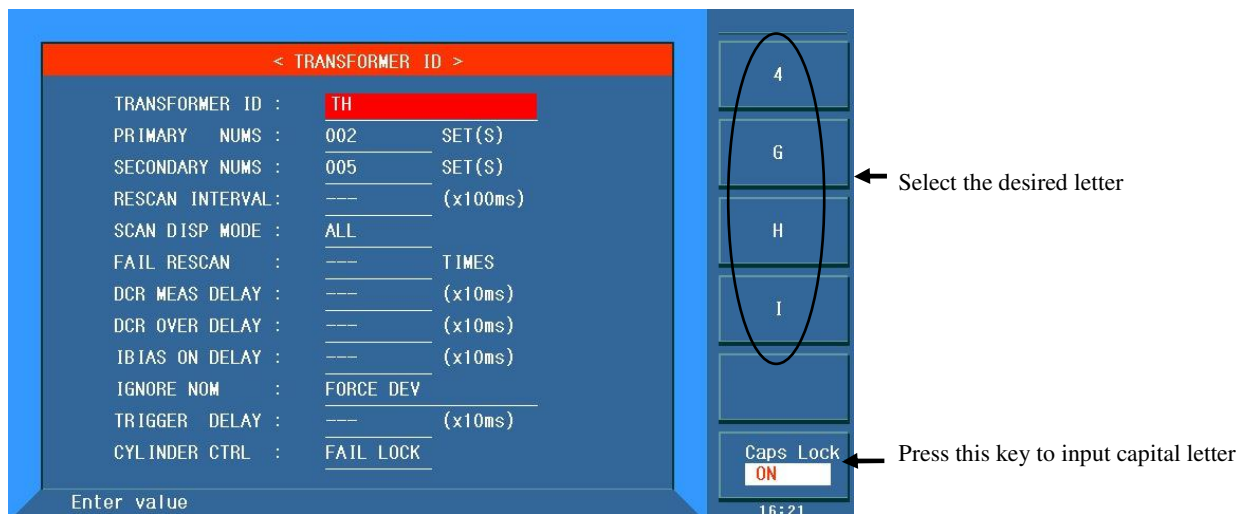 < TRANSFORMER ID >
TRANSFORMER ID : TH
PRIMARY NUMS : 002 SET(S)
SECONDARY NUMS : 005 SET(S)
RESCAN INTERVAL: --- (x100ms)
SCAN DISP MODE : ALL
FAIL RESCAN : --- TIMES
DCR MEAS DELAY : --- (x10ms)
DCR OVER DELAY : --- (x10ms)
IBIAS ON DELAY : --- (x10ms)
IGNORE NOM : FORCE DEV
TRIGGER DELAY : --- (x10ms)
CYLINDER CTRL : FAIL LOCK
Enter value
4
G
H
I
Caps Lock
ON
16:21
Select the desired letter
Press this key to input capital letter